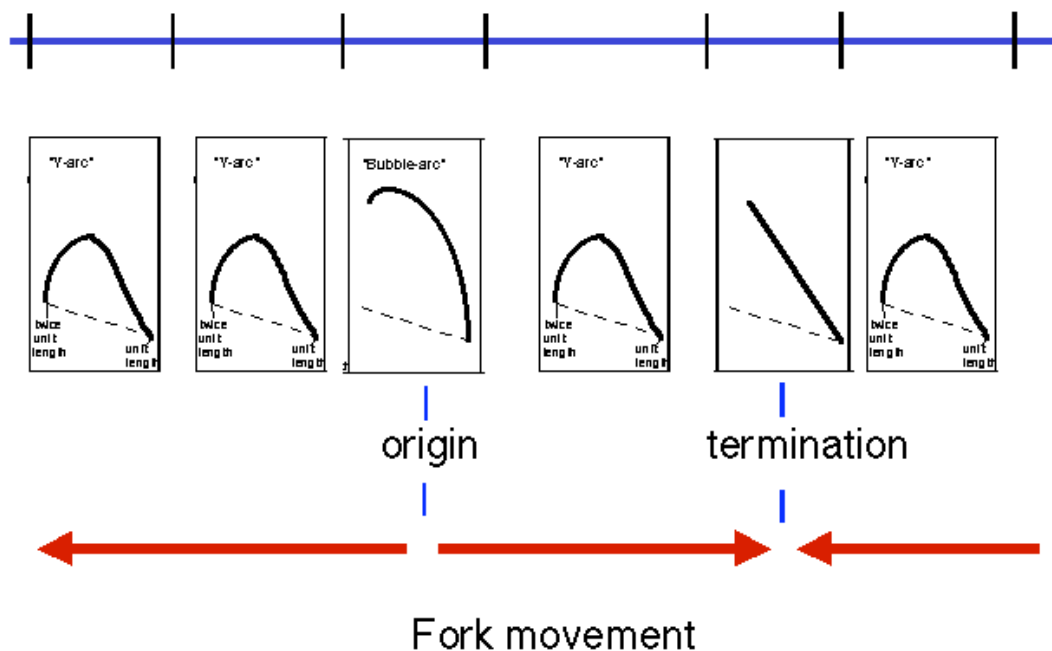 "Y-arc"
"Y-arc"
"Bubble-arc"
"Y-arc"
"Y-arc"
twice
unit
length
unit
length
twice
unit
length
unit
length
twice
unit
length
unit
length
twice
unit
length
unit
length
origin
termination
Fork movement